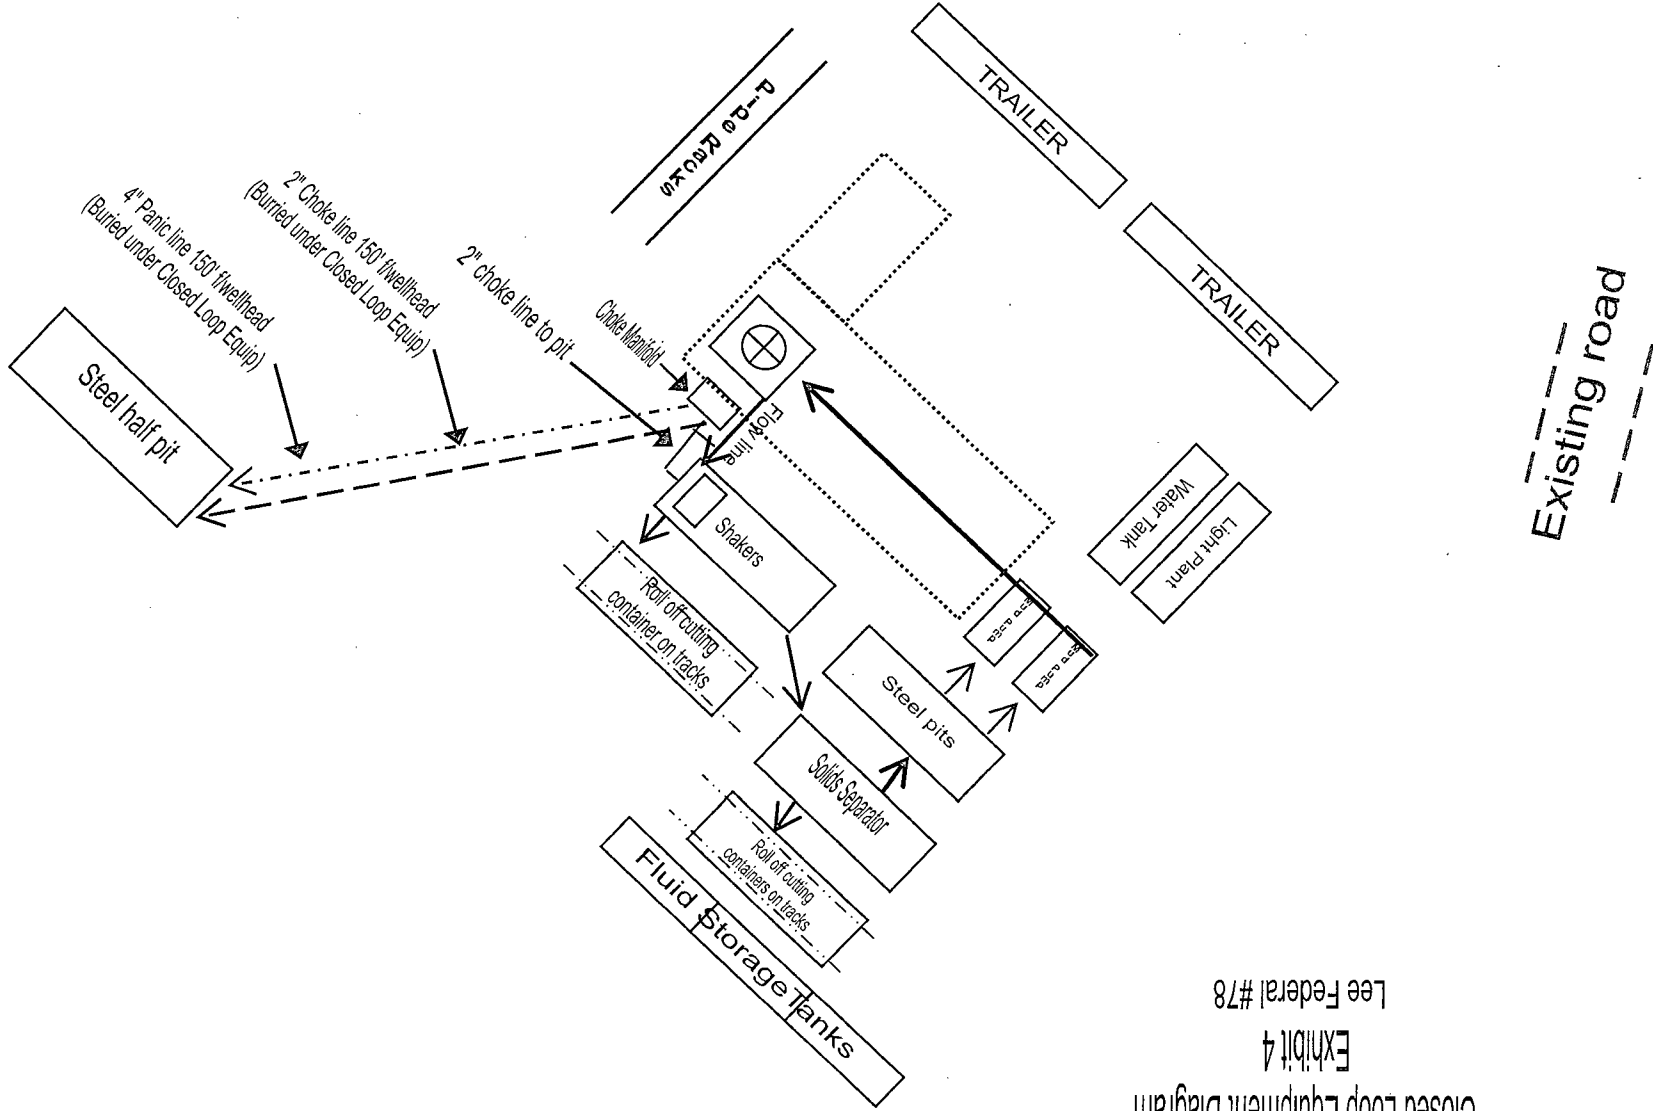 TRAILER
TRAILER
Pipe Racks
Existing road
4" Panic line 150' f/wellhead
(Buried under Closed Loop Equip)
2" Choke line 150' f/wellhead
(Burried under Closed Loop Equip)
2" choke line to pit
Choke Manifold
Steel half pit
Flow line
Shakers
Roll off cutting
container on tracks
Water Tank
Light Plant
Steel pits
Solids Separator
Roll off cutting
containers on tracks
Fluid Storage Tanks
Closed Loop Equipment Diagram
Exhibit 4
Lee Federal #78